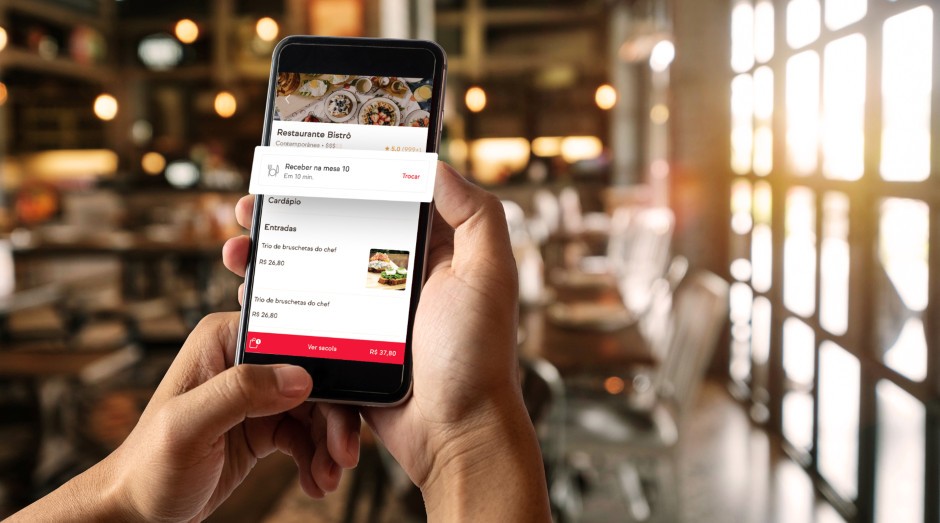 Restaurante Bistrô
Contemporânea • $$$$$
★ 5,0 (999+)
Receber na mesa 10
Em 10 min.
Trocar
Cardápio
Entradas
Trio de bruschetas do chef
R$ 26,80
Trio de bruschetas do chef
R$ 26,80
1
Ver sacola
R$ 37,80